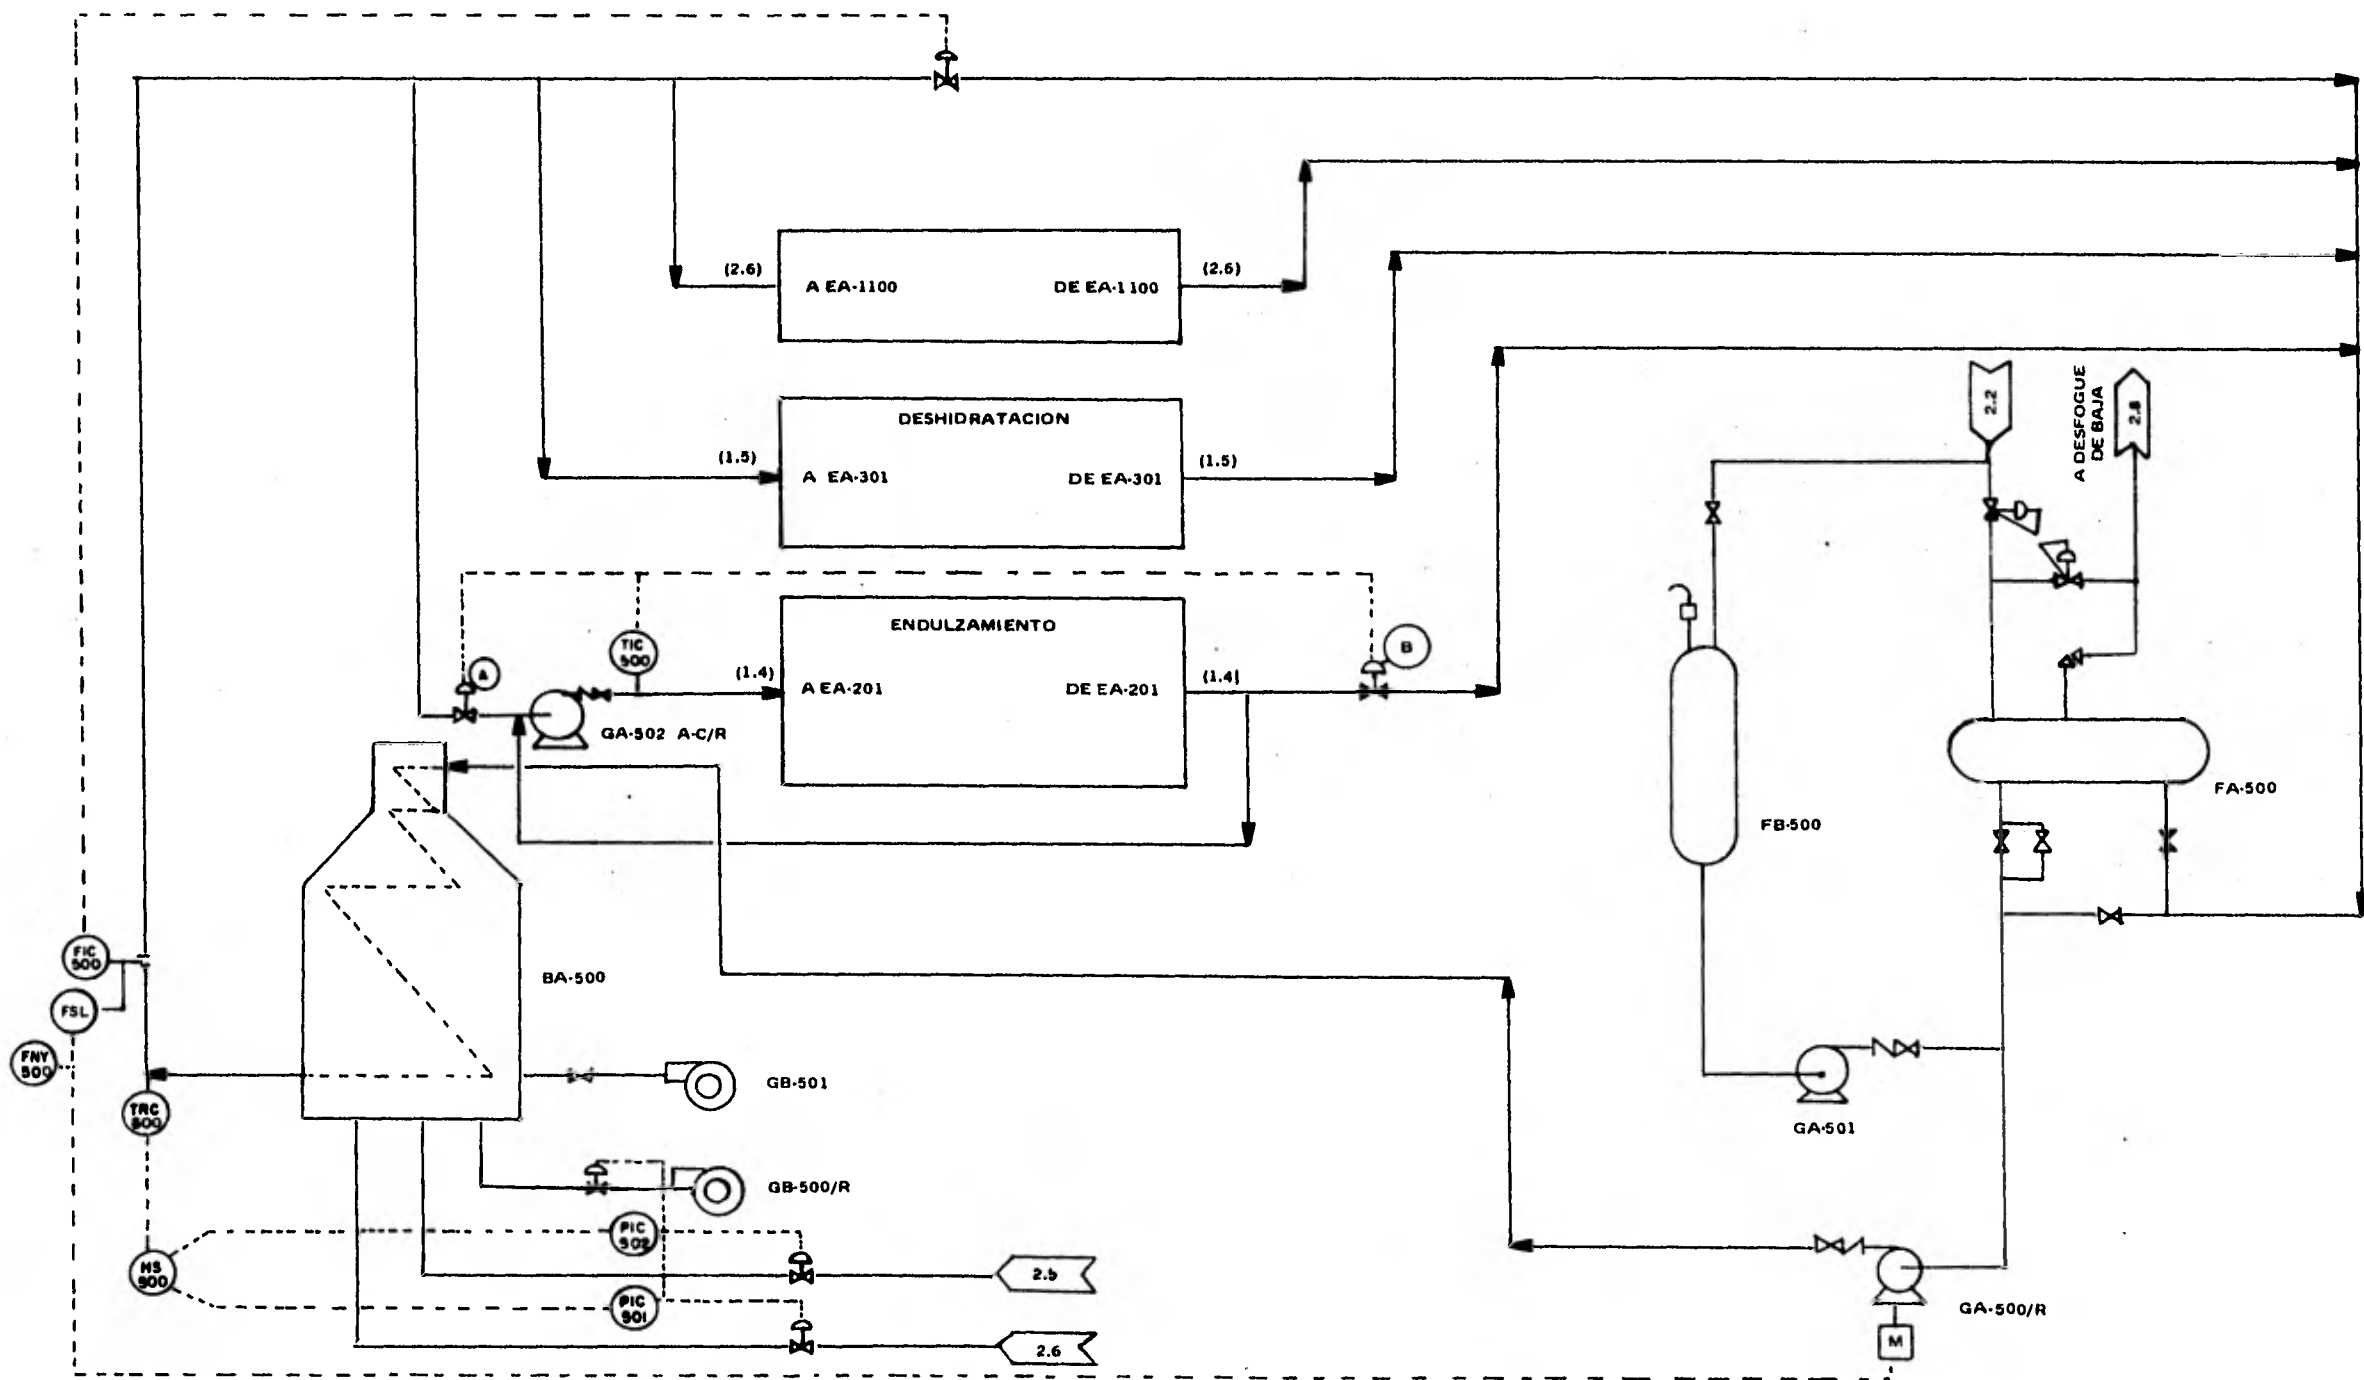 (2.6)
A EA-1100
DE EA-1100
(2.6)
DESHIDRATACION
(1.5)
A EA-301
DE EA-301
(1.5)
2.2
A DESFOGUE
DE BAJA
2.8
ENDULZAMIENTO
TIC
500
A
(1.4)
A EA-201
DE EA-201
(1.4)
B
GA-502 A-C/R
FA-500
FB-500
FIC
500
BA-500
FSL
FNY
500
GB-501
TRC
500
GA-501
GB-500/R
PIC
502
HS
500
2.5
PIC
501
GA-500/R
M
2.6